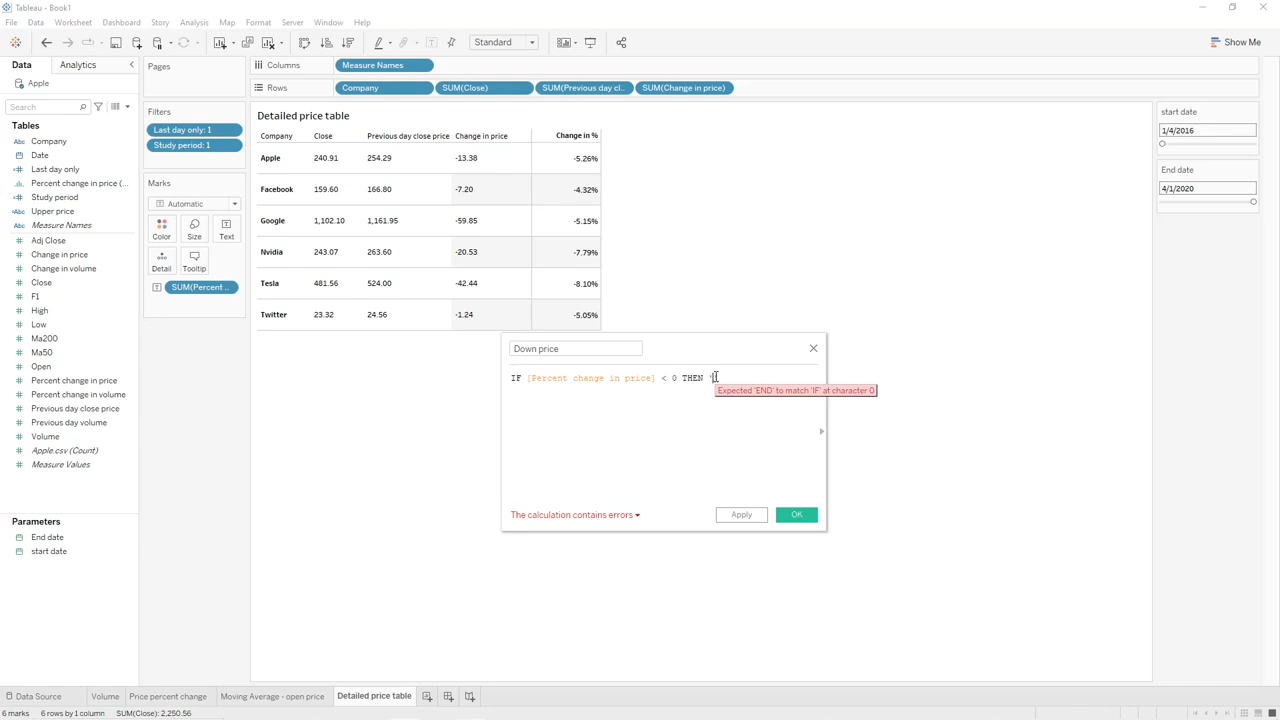 Tableau - Book1
File Data Worksheet Dashboard Story Analysis Map Format Server Window Help
Standard
Show Me
Data Analytics
Apple
Search
Tables
Company
Date
Last day only
Percent change in price (...
Study period
Upper price
Measure Names
Adj Close
Change in price
Change in volume
Close
F1
High
Low
Ma200
Ma50
Open
Percent change in price
Percent change in volume
Previous day close price
Previous day volume
Volume
Apple.csv (Count)
Measure Values
Parameters
End date
start date
Pages
Filters
Last day only: 1
Study period: 1
Marks
Automatic
Color Size Text
Detail Tooltip
SUM(Percent ..
Columns Measure Names
Rows Company SUM(Close) SUM(Previous day cl.. SUM(Change in price)
Detailed price table
Company Close Previous day close price Change in price Change in %
Apple 240.91 254.29 -13.38 -5.26%
Facebook 159.60 166.80 -7.20 -4.32%
Google 1,102.10 1,161.95 -59.85 -5.15%
Nvidia 243.07 263.60 -20.53 -7.79%
Tesla 481.56 524.00 -42.44 -8.10%
Twitter 23.32 24.56 -1.24 -5.05%
start date
1/4/2016
End date
4/1/2020
Down price
IF [Percent change in price] < 0 THEN '
Expected 'END' to match 'IF' at character 0
The calculation contains errors
Apply OK
Data Source Volume Price percent change Moving Average - open price Detailed price table
6 marks 6 rows by 1 column SUM(Close): 2,250.56